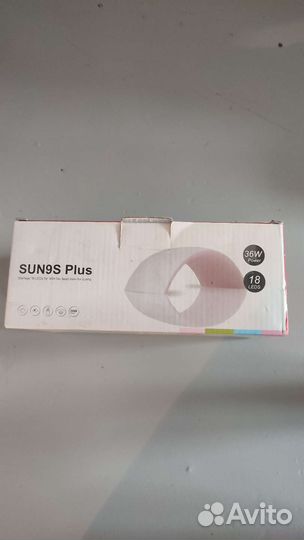 SUN9S Plus
36W
Power
18
LEDS
Avito